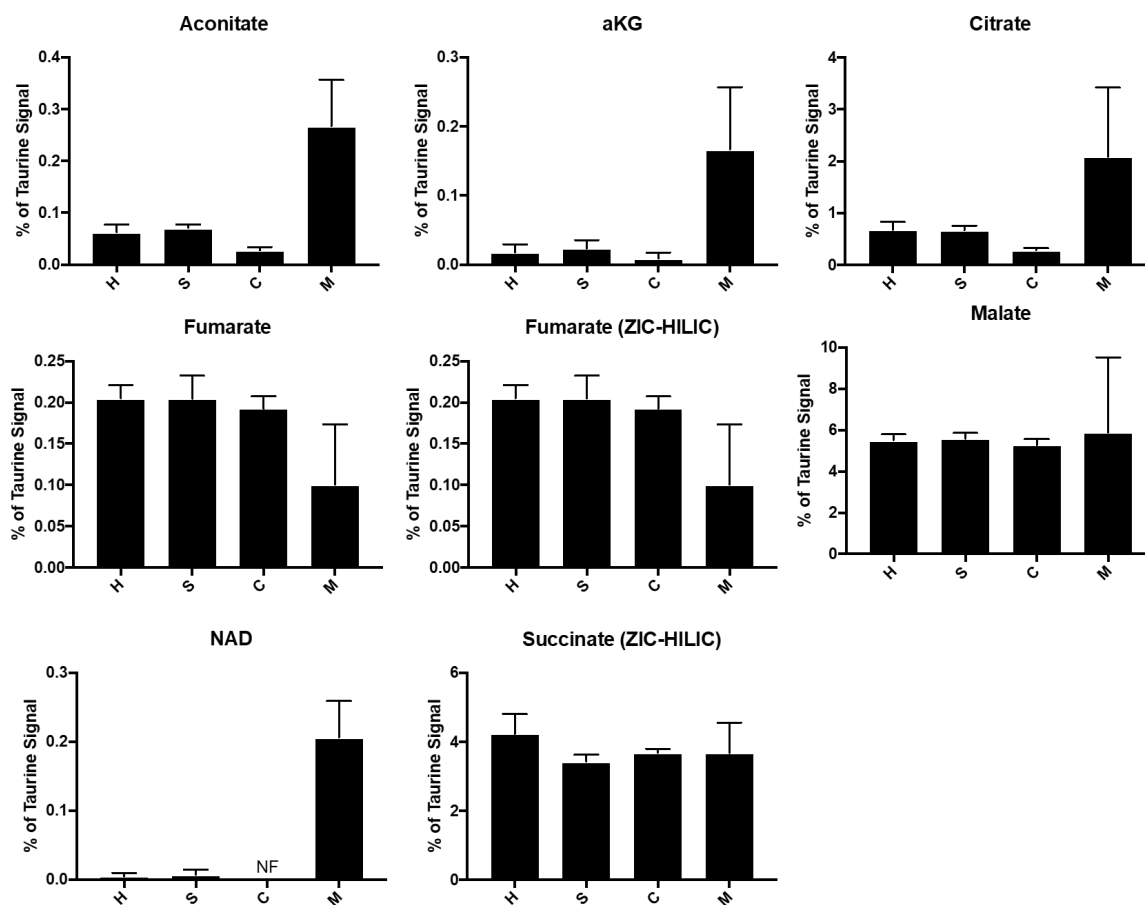 Aconitate
% of Taurine Signal
0.4
0.3
0.2
0.1
0.0
H S C M
aKG
% of Taurine Signal
0.3
0.2
0.1
0.0
H S C M
Citrate
% of Taurine Signal
4
3
2
1
0
H S C M
Fumarate
% of Taurine Signal
0.25
0.20
0.15
0.10
0.05
0.00
H S C M
Fumarate (ZIC-HILIC)
% of Taurine Signal
0.25
0.20
0.15
0.10
0.05
0.00
H S C M
Malate
% of Taurine Signal
10
8
6
4
2
0
H S C M
NAD
% of Taurine Signal
0.3
0.2
0.1
0.0
NF
H S C M
Succinate (ZIC-HILIC)
% of Taurine Signal
6
4
2
0
H S C M